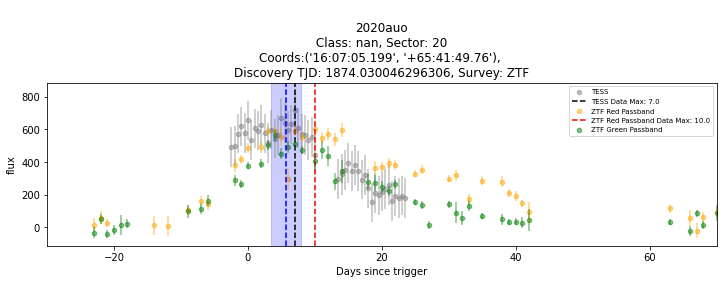 2020auo
Class: nan, Sector: 20
Coords:('16:07:05.199', '+65:41:49.76'),
Discovery TJD: 1874.030046296306, Survey: ZTF
TESS
TESS Data Max: 7.0
ZTF Red Passband
ZTF Red Passband Data Max: 10.0
ZTF Green Passband
flux
800
600
400
200
0
−20
0
20
40
60
Days since trigger